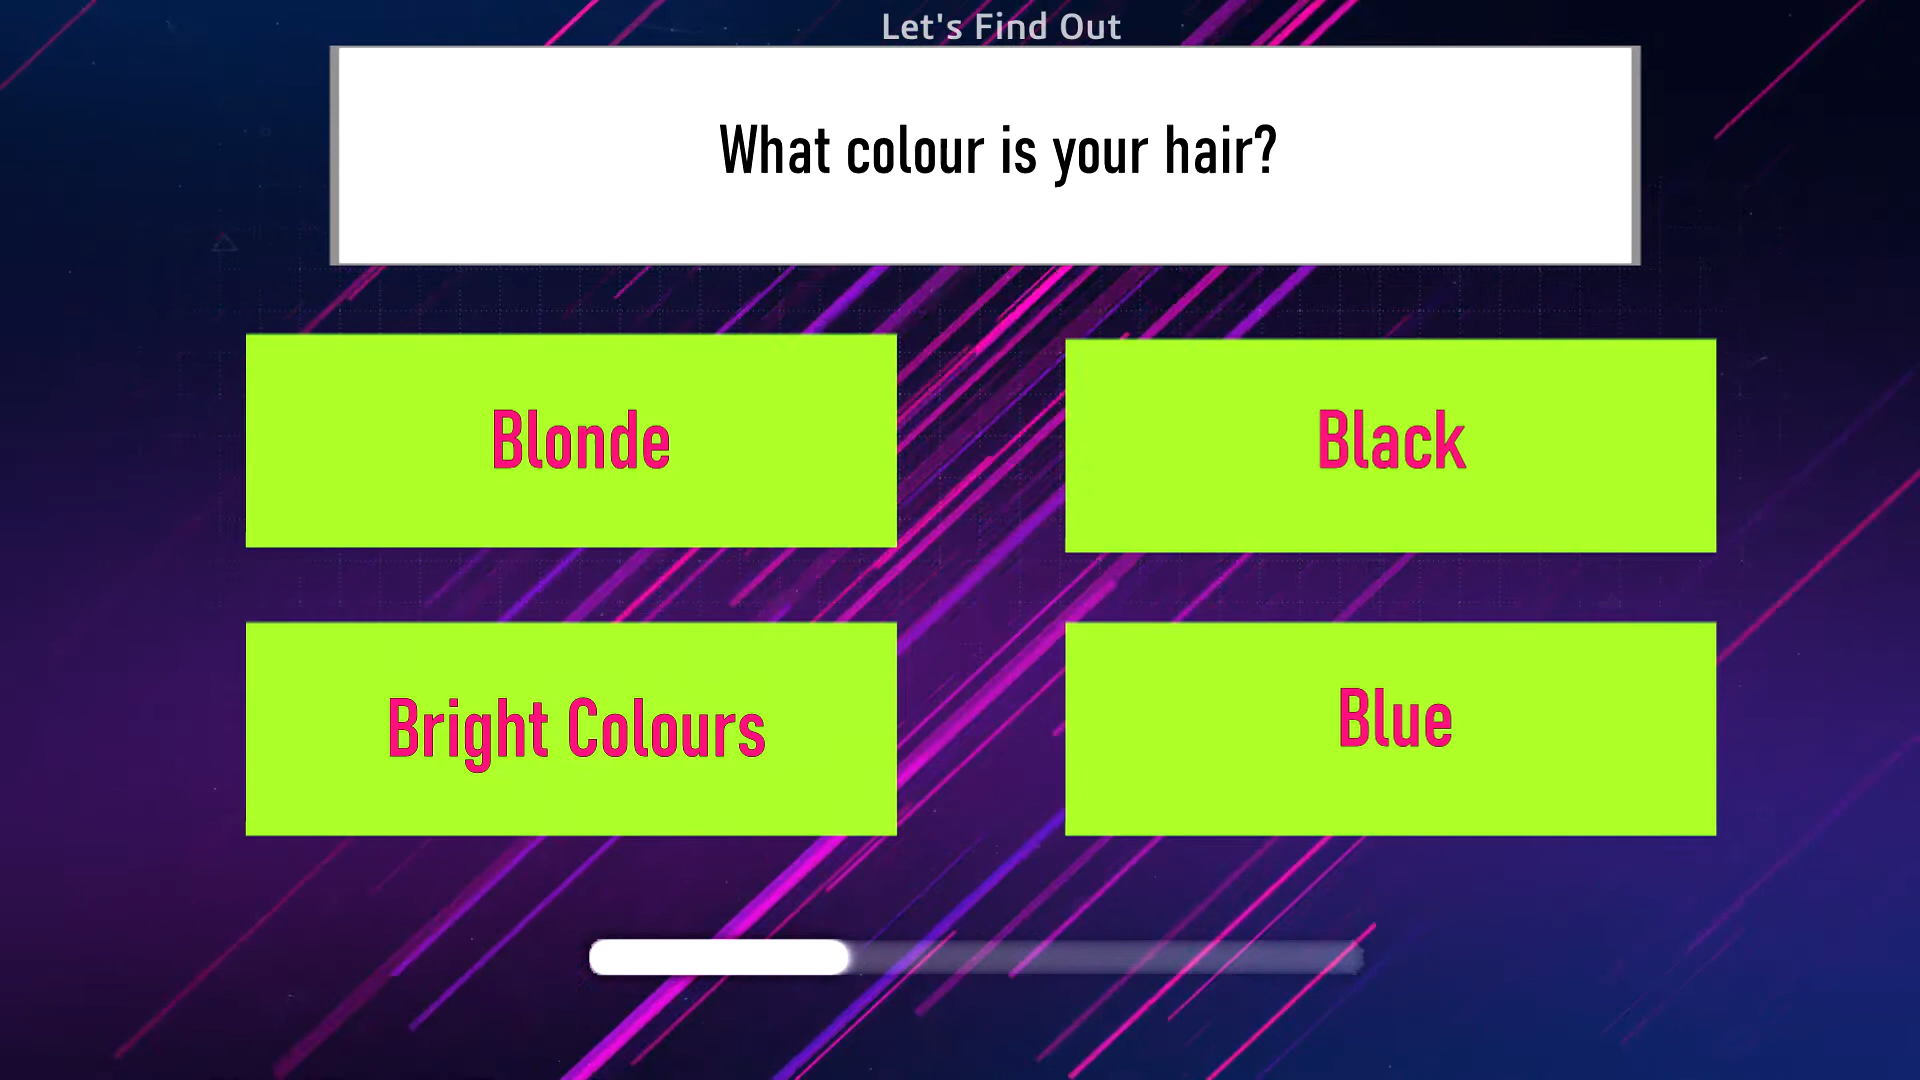 Let's Find Out
What colour is your hair?
Blonde
Black
Bright Colours
Blue